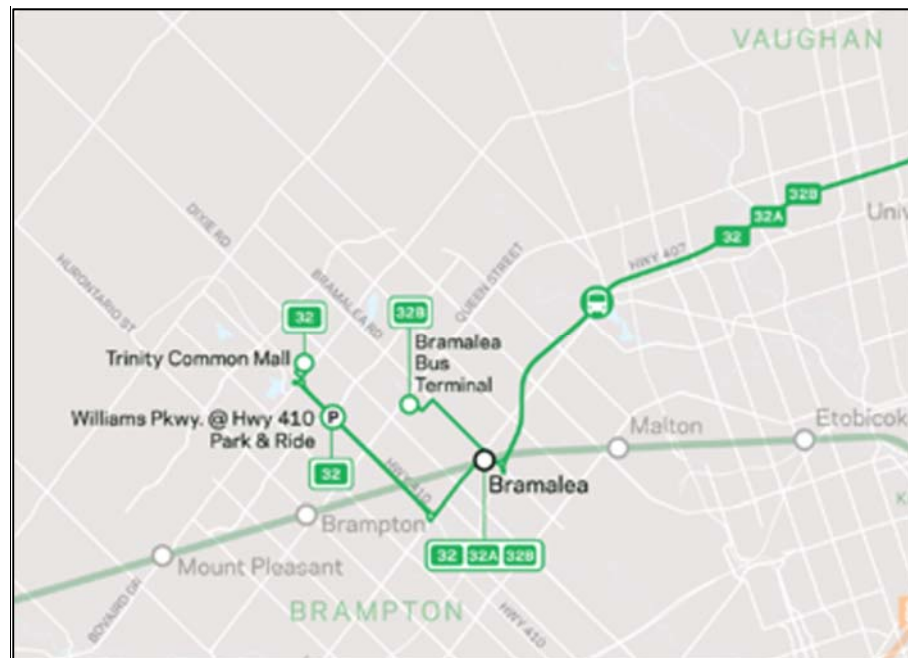 VAUGHAN
32B
32A
32
Univ
HWY 407
DIXIE RD
HURONTARIO ST
BRAMALEA RD
QUEEN STREET
32
32B
Bramalea
Bus
Terminal
Trinity Common Mall
P
Williams Pkwy. @ Hwy 410
Park & Ride
32
HWY 410
Malton
Etobicok
Bramalea
Brampton
32 32A 32B
Mount Pleasant
BOVAIRD DR
BRAMPTON
HWY 410
K